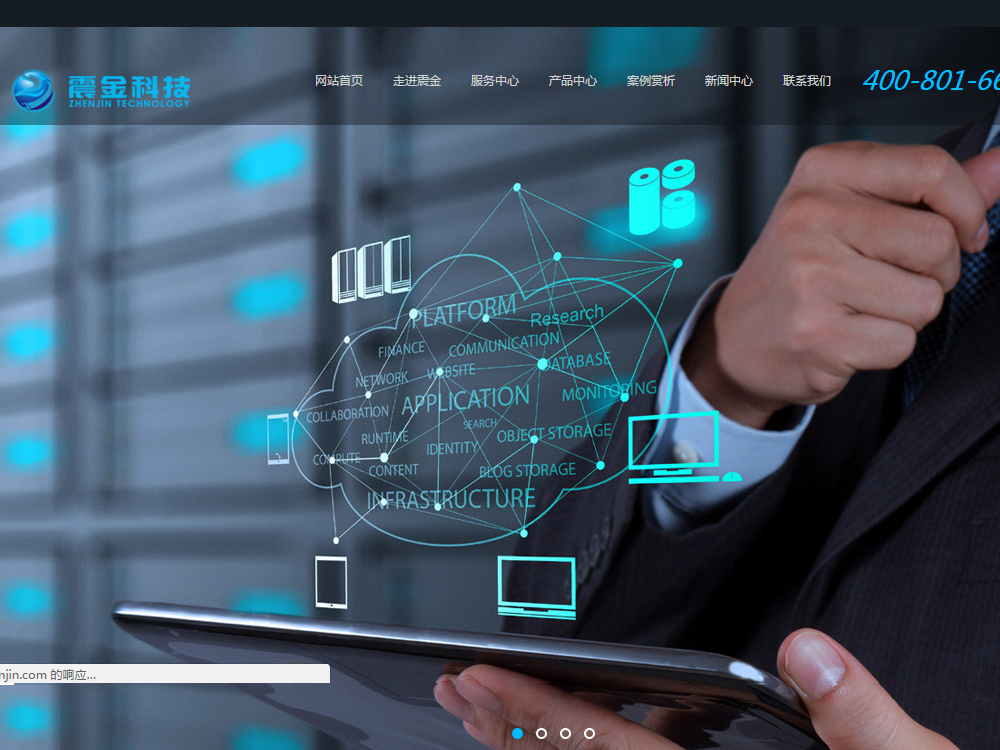 震金科技
ZHENJIN TECHNOLOGY
网站首页 走进震金 服务中心 产品中心 案例赏析 新闻中心 联系我们
400-801-66
PLATFORM
Research
FINANCE
COMMUNICATION
NETWORK
WEBSITE
DATABASE
COLLABORATION
APPLICATION
MONITORING
SEARCH
RUNTIME
IDENTITY
OBJECT STORAGE
COMPUTE
CONTENT
BLOG STORAGE
INFRASTRUCTURE
njin.com 的响应...